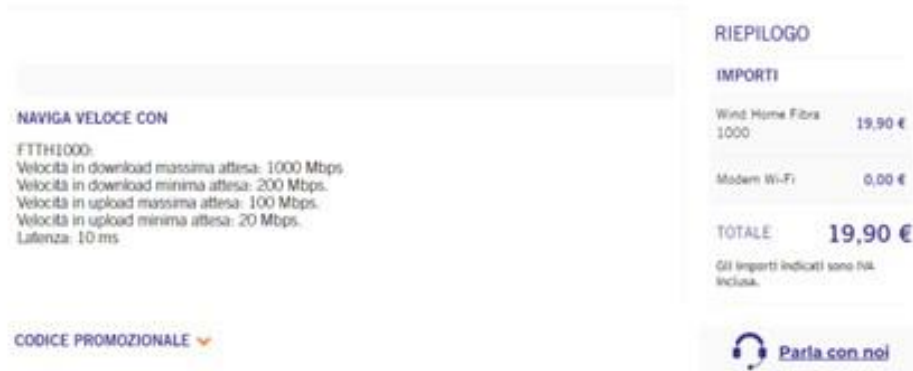 NAVIGA VELOCE CON
FTTH1000:
Velocità in download massima attesa: 1000 Mbps
Velocità in download minima attesa: 200 Mbps.
Velocità in upload massima attesa: 100 Mbps.
Velocità in upload minima attesa: 20 Mbps.
Latenza: 10 ms
CODICE PROMOZIONALE
RIEPILOGO
IMPORTI
Wind Home Fibra
1000
19,90 €
Modem Wi-Fi
0,00 €
TOTALE
19,90 €
Gli importi indicati sono IVA
inclusa.
Parla con noi